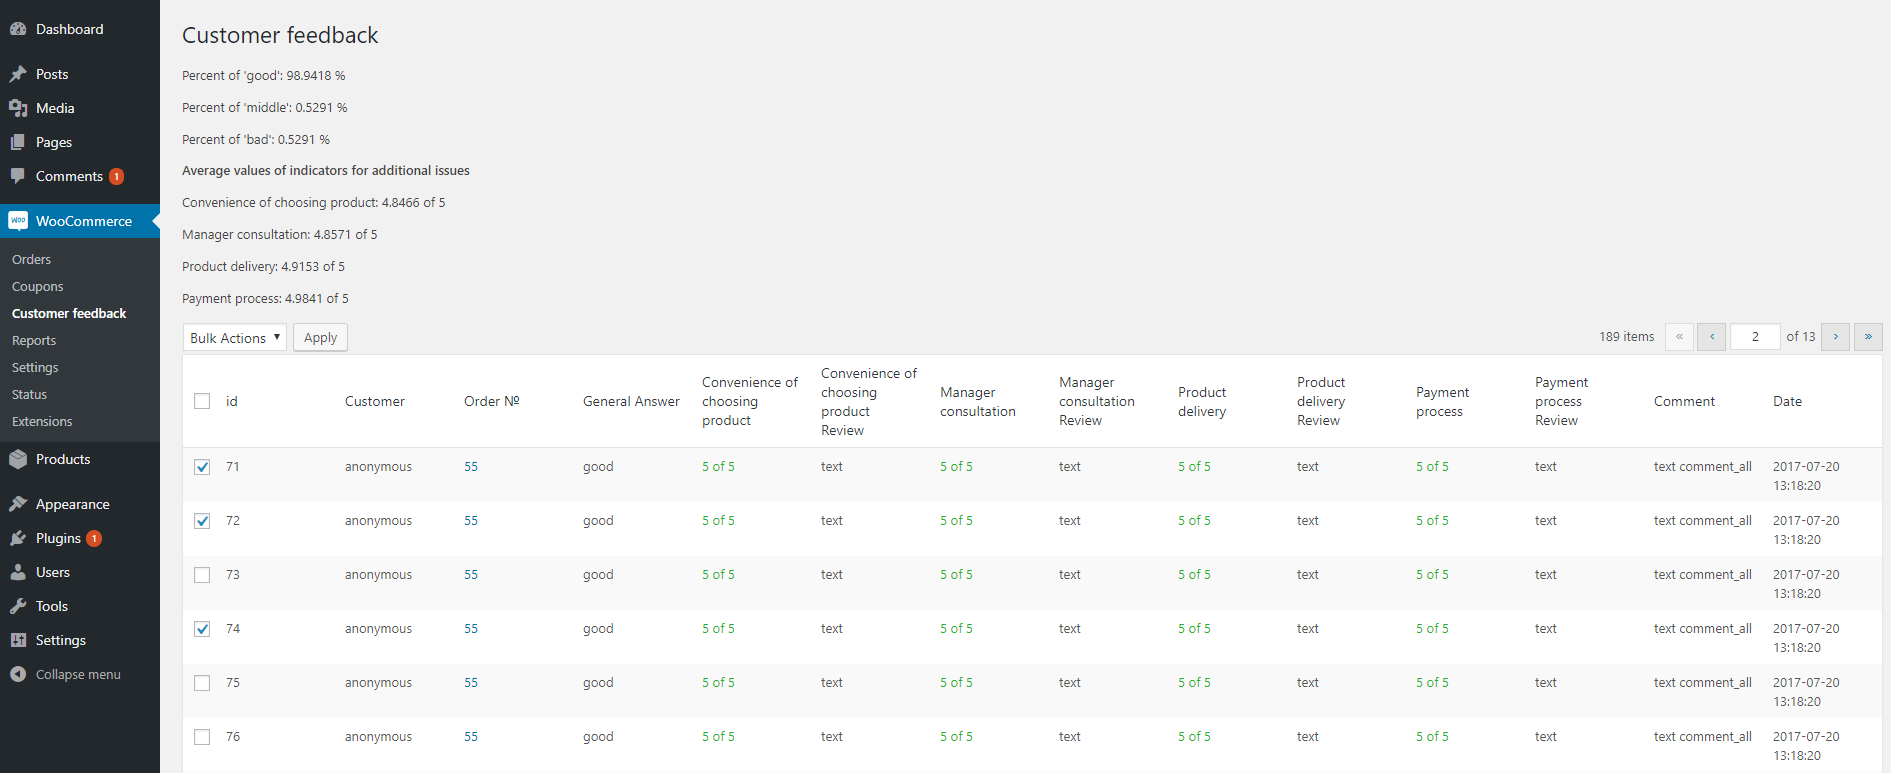 Dashboard
Posts
Media
Pages
Comments 1
Woo WooCommerce
Orders
Coupons
Customer feedback
Reports
Settings
Status
Extensions
Products
Appearance
Plugins 1
Users
Tools
Settings
Collapse menu
Customer feedback
Percent of 'good': 98.9418 %
Percent of 'middle': 0.5291 %
Percent of 'bad': 0.5291 %
Average values of indicators for additional issues
Convenience of choosing product: 4.8466 of 5
Manager consultation: 4.8571 of 5
Product delivery: 4.9153 of 5
Payment process: 4.9841 of 5
Bulk Actions ▼ Apply 189 items « ‹ 2 of 13 › »
id Customer Order № General Answer Convenience of choosing product Convenience of choosing product Review Manager consultation Manager consultation Review Product delivery Product delivery Review Payment process Payment process Review Comment Date
71 anonymous 55 good 5 of 5 text 5 of 5 text 5 of 5 text 5 of 5 text text comment_all 2017-07-20
13:18:20
72 anonymous 55 good 5 of 5 text 5 of 5 text 5 of 5 text 5 of 5 text text comment_all 2017-07-20
13:18:20
73 anonymous 55 good 5 of 5 text 5 of 5 text 5 of 5 text 5 of 5 text text comment_all 2017-07-20
13:18:20
74 anonymous 55 good 5 of 5 text 5 of 5 text 5 of 5 text 5 of 5 text text comment_all 2017-07-20
13:18:20
75 anonymous 55 good 5 of 5 text 5 of 5 text 5 of 5 text 5 of 5 text text comment_all 2017-07-20
13:18:20
76 anonymous 55 good 5 of 5 text 5 of 5 text 5 of 5 text 5 of 5 text text comment_all 2017-07-20
13:18:20